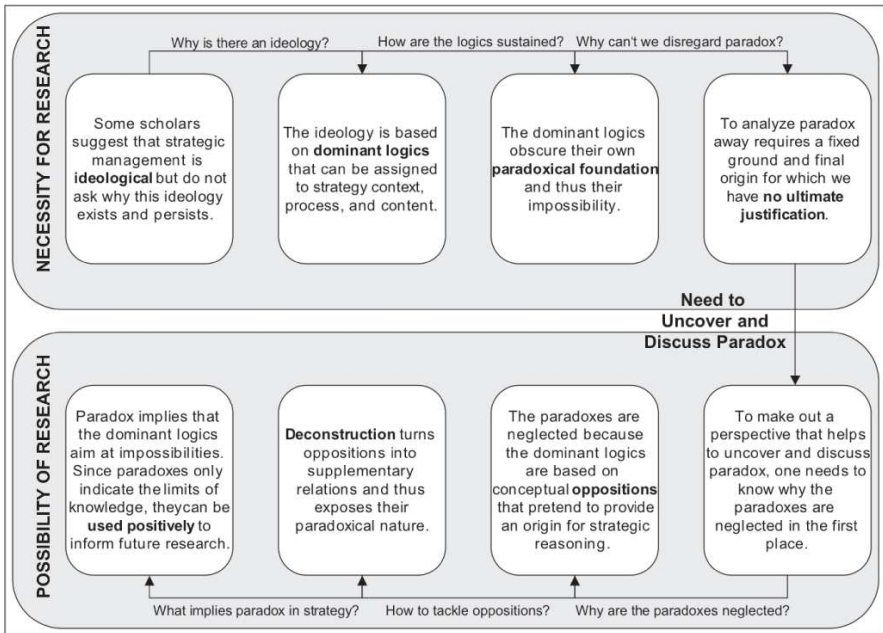 Why is there an ideology?
How are the logics sustained?
Why can't we disregard paradox?
NECESSITY FOR RESEARCH
Some scholars
suggest that strategic
management is
ideological but do not
ask why this ideology
exists and persists.
The ideology is based
on dominant logics
that can be assigned
to strategy context,
process, and content.
The dominant logics
obscure their own
paradoxical foundation
and thus their
impossibility.
To analyze paradox
away requires a fixed
ground and final
origin for which we
have no ultimate
justification.
Need to
Uncover and
Discuss Paradox
POSSIBILITY OF RESEARCH
Paradox implies that
the dominant logics
aim at impossibilities.
Since paradoxes only
indicate the limits of
knowledge, theycan be
used positively to
inform future research.
Deconstruction turns
oppositions into
supplementary
relations and thus
exposes their
paradoxical nature.
The paradoxes are
neglected because
the dominant logics
are based on
conceptual oppositions
that pretend to provide
an origin for strategic
reasoning.
To make out a
perspective that helps
to uncover and discuss
paradox, one needs to
know why the
paradoxes are
neglected in the first
place.
What implies paradox in strategy?
How to tackle oppositions?
Why are the paradoxes neglected?